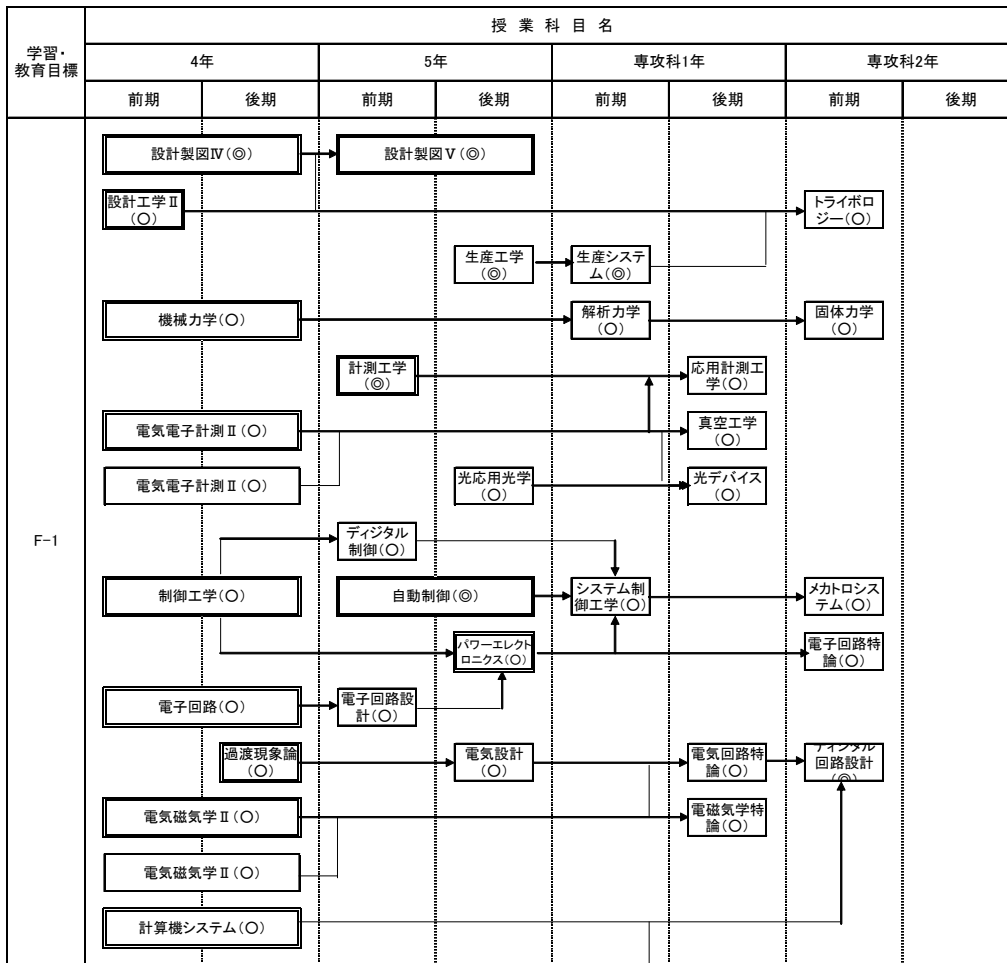 授 業 科 目 名
学習・
教育目標
4年
5年
専攻科1年
専攻科2年
前期
後期
前期
後期
前期
後期
前期
後期
F-1
設計製図Ⅳ(◎)
設計製図Ⅴ(◎)
設計工学Ⅱ
(○)
トライボロ
ジー(○)
生産工学
(◎)
生産システ
ム(◎)
機械力学(○)
解析力学
(○)
固体力学
(○)
計測工学
(◎)
応用計測工
学(○)
電気電子計測Ⅱ(○)
真空工学
(○)
電気電子計測Ⅱ(○)
光応用光学
(○)
光デバイス
(○)
ディジタル
制御(○)
制御工学(○)
自動制御(◎)
システム制
御工学(○)
メカトロシス
テム(○)
パワーエレクト
ロニクス(○)
電子回路特
論(○)
電子回路(○)
電子回路設
計(○)
過渡現象論
(○)
電気設計
(○)
電気回路特
論(○)
ディジタル
回路設計
(◎)
電気磁気学Ⅱ(○)
電磁気学特
論(○)
電気磁気学Ⅱ(○)
計算機システム(○)